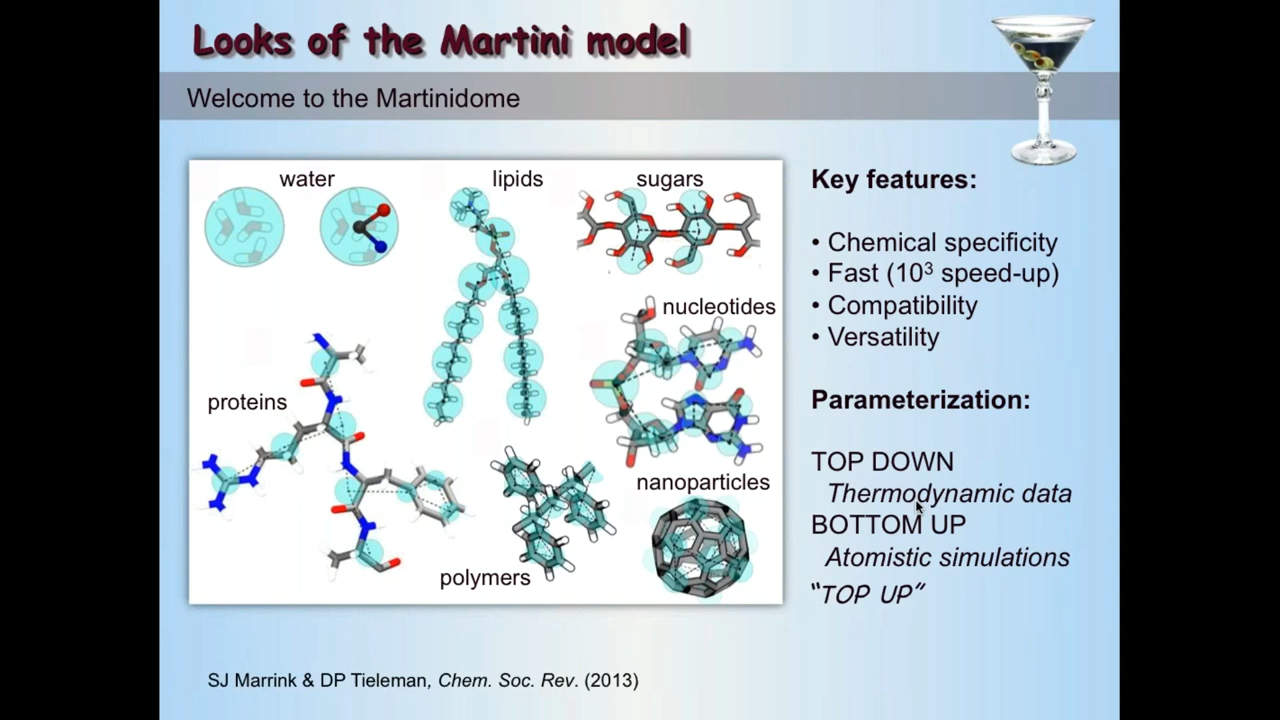 Looks of the Martini model
Welcome to the Martinidome
water
lipids
sugars
nucleotides
proteins
nanoparticles
polymers
Key features:
• Chemical specificity
• Fast (10³ speed-up)
• Compatibility
• Versatility
Parameterization:
TOP DOWN
Thermodynamic data
BOTTOM UP
Atomistic simulations
“TOP UP”
SJ Marrink & DP Tieleman, Chem. Soc. Rev. (2013)